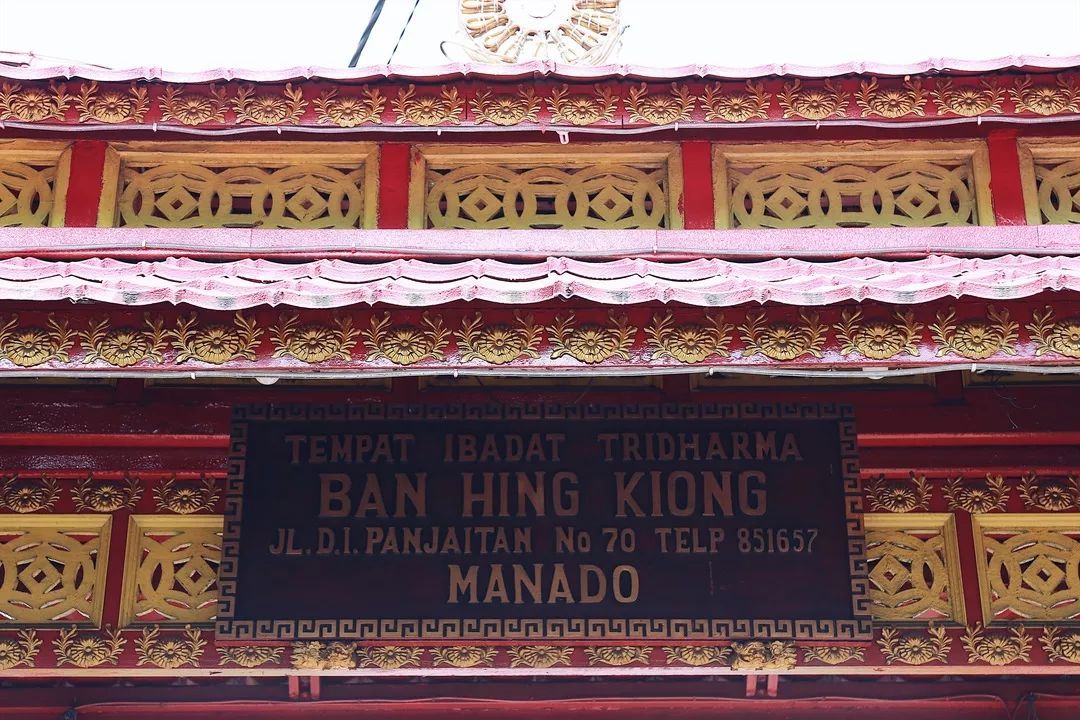 TEMPAT IBADAT TRIDHARMA
BAN HING KIONG
JL.D.I.PANJAITAN No 70 TELP 851657
MANADO